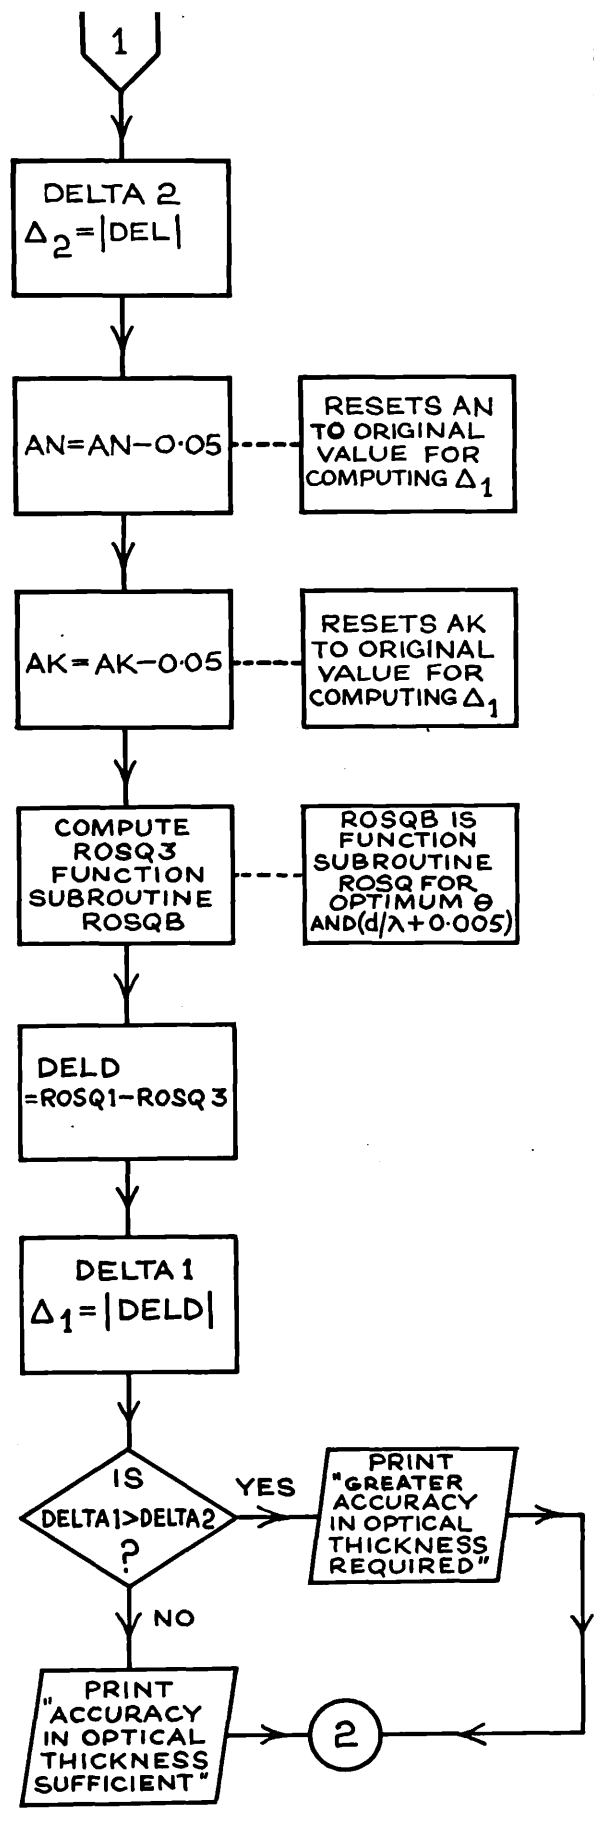 1
DELTA 2
Δ₂=|DEL|
AN=AN-0·05
RESETS AN
TO ORIGINAL
VALUE FOR
COMPUTING Δ₁
AK=AK-0·05
RESETS AK
TO ORIGINAL
VALUE FOR
COMPUTING Δ₁
COMPUTE
ROSQ3
FUNCTION
SUBROUTINE
ROSQB
ROSQB IS
FUNCTION
SUBROUTINE
ROSQ FOR
OPTIMUM θ
AND(d/λ+0·005)
DELD
=ROSQ1-ROSQ3
DELTA 1
Δ₁=|DELD|
IS
DELTA1>DELTA2
?
YES
PRINT
"GREATER
ACCURACY
IN OPTICAL
THICKNESS
REQUIRED"
NO
PRINT
"ACCURACY
IN OPTICAL
THICKNESS
SUFFICIENT"
2